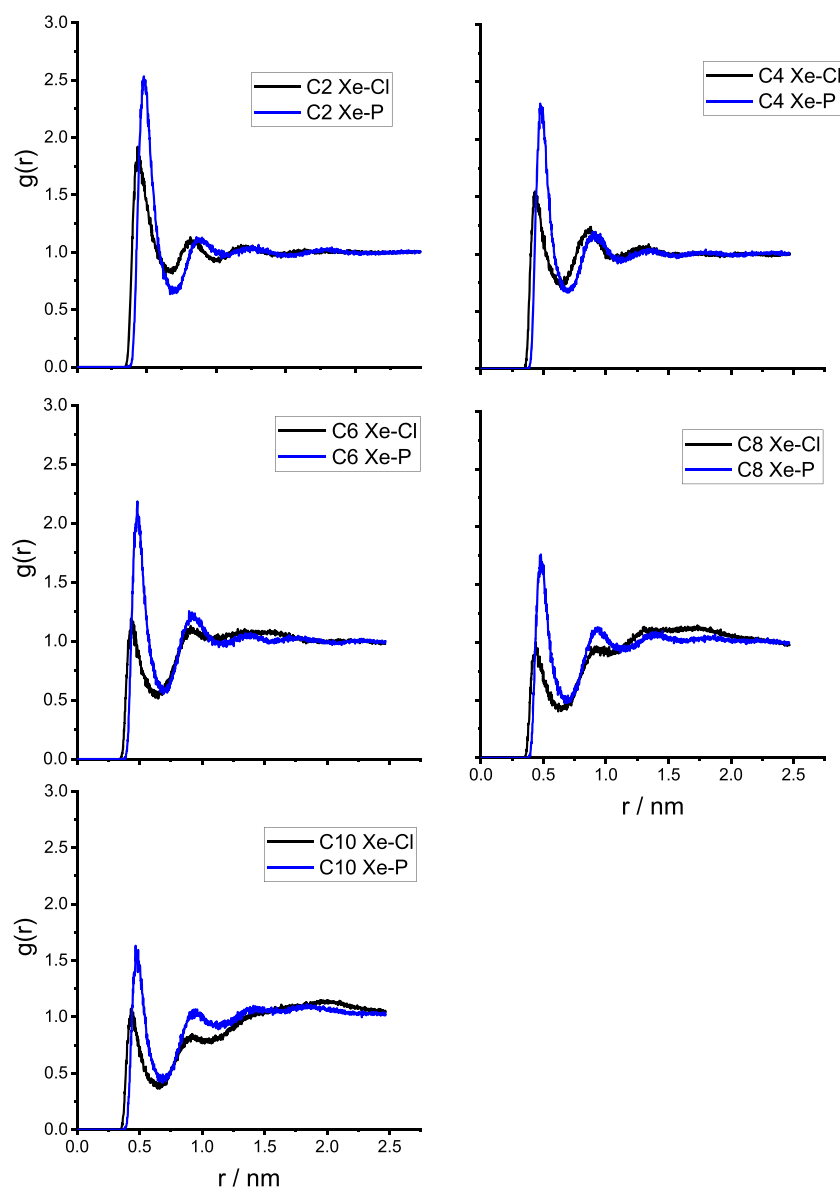 3.0
2.5
2.0
1.5
1.0
0.5
0.0
g(r)
C2 Xe-Cl
C2 Xe-P
C4 Xe-Cl
C4 Xe-P
3.0
2.5
2.0
1.5
1.0
0.5
0.0
g(r)
C6 Xe-Cl
C6 Xe-P
C8 Xe-Cl
C8 Xe-P
0.0 0.5 1.0 1.5 2.0 2.5
r / nm
3.0
2.5
2.0
1.5
1.0
0.5
0.0
g(r)
C10 Xe-Cl
C10 Xe-P
0.0 0.5 1.0 1.5 2.0 2.5
r / nm